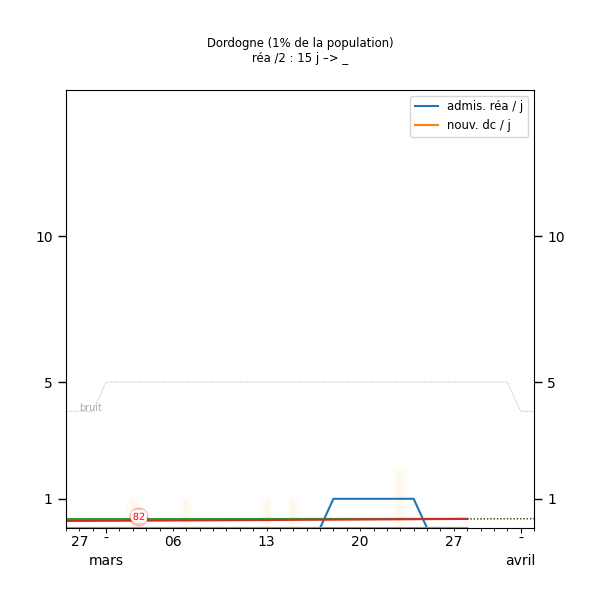 Dordogne (1% de la population)
réa /2 : 15 j –> _
admis. réa / j
nouv. dc / j
10 10
5 5
bruit
1 1
82
27 - 06 13 20 27 -
mars avril